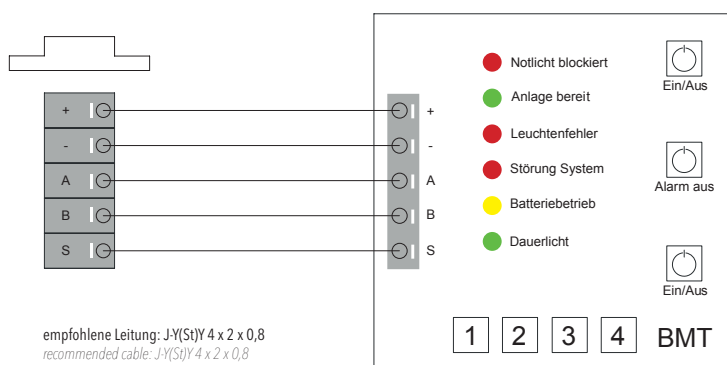 +
-
A
B
S
+
-
A
B
S
Notlicht blockiert
Anlage bereit
Leuchtenfehler
Störung System
Batteriebetrieb
Dauerlicht
Ein/Aus
Alarm aus
Ein/Aus
1 2 3 4 BMT
empfohlene Leitung: J-Y(St)Y 4 x 2 x 0,8
recommended cable: J-Y(St)Y 4 x 2 x 0,8